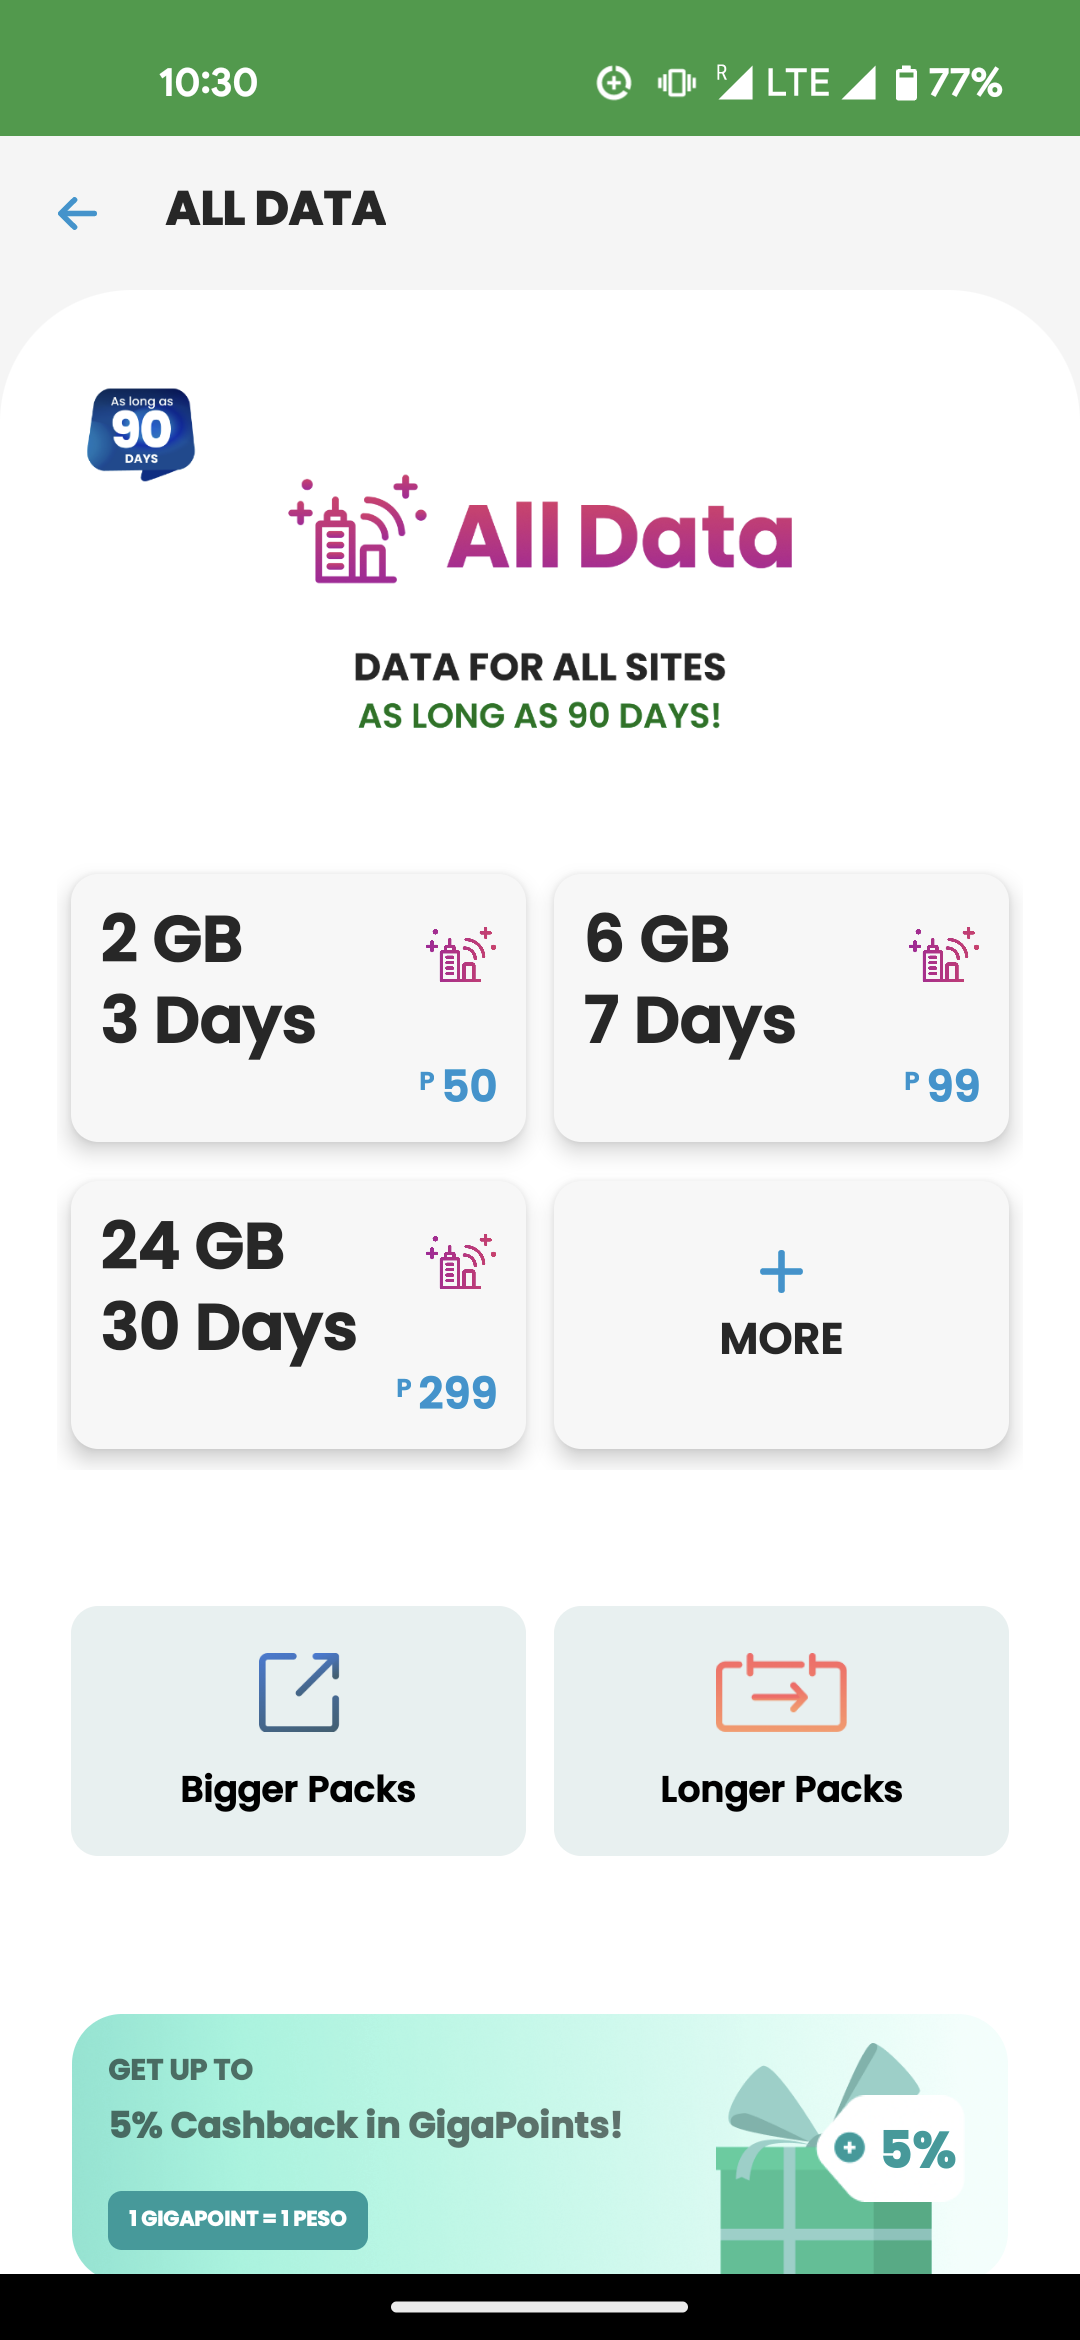 10:30
R LTE 77%
ALL DATA
As long as
90
DAYS
All Data
DATA FOR ALL SITES
AS LONG AS 90 DAYS!
2 GB
3 Days
P 50
6 GB
7 Days
P 99
24 GB
30 Days
P 299
+
MORE
Bigger Packs
Longer Packs
GET UP TO
5% Cashback in GigaPoints!
1 GIGAPOINT = 1 PESO
5%